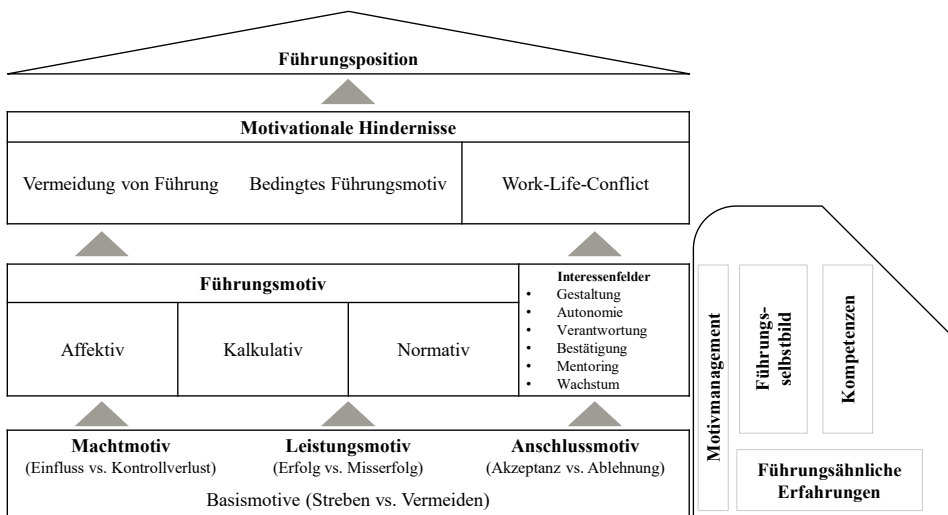 Führungsposition
Motivationale Hindernisse
Vermeidung von Führung
Bedingtes Führungsmotiv
Work-Life-Conflict
Führungsmotiv
Affektiv
Kalkulativ
Normativ
Interessenfelder
• Gestaltung
• Autonomie
• Verantwortung
• Bestätigung
• Mentoring
• Wachstum
Machtmotiv
(Einfluss vs. Kontrollverlust)
Leistungsmotiv
(Erfolg vs. Misserfolg)
Anschlussmotiv
(Akzeptanz vs. Ablehnung)
Basismotive (Streben vs. Vermeiden)
Motivmanagement
Führungs-
selbstbild
Kompetenzen
Führungsähnliche
Erfahrungen